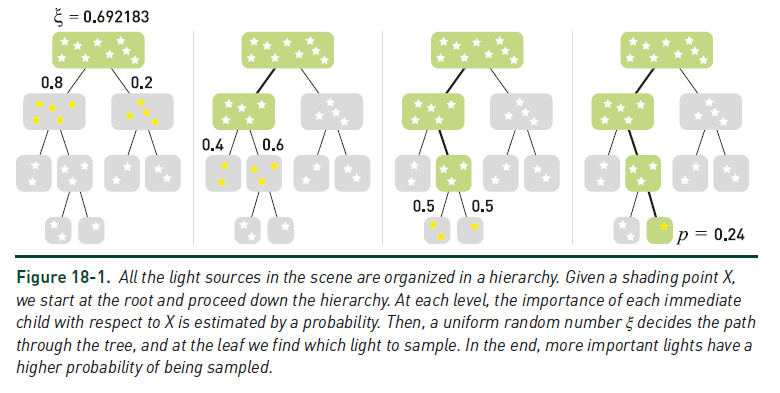 ξ = 0.692183
0.8 0.2
0.4 0.6
0.5 0.5
p = 0.24
Figure 18-1. All the light sources in the scene are organized in a hierarchy. Given a shading point X,
we start at the root and proceed down the hierarchy. At each level, the importance of each immediate
child with respect to X is estimated by a probability. Then, a uniform random number ξ decides the path
through the tree, and at the leaf we find which light to sample. In the end, more important lights have a
higher probability of being sampled.